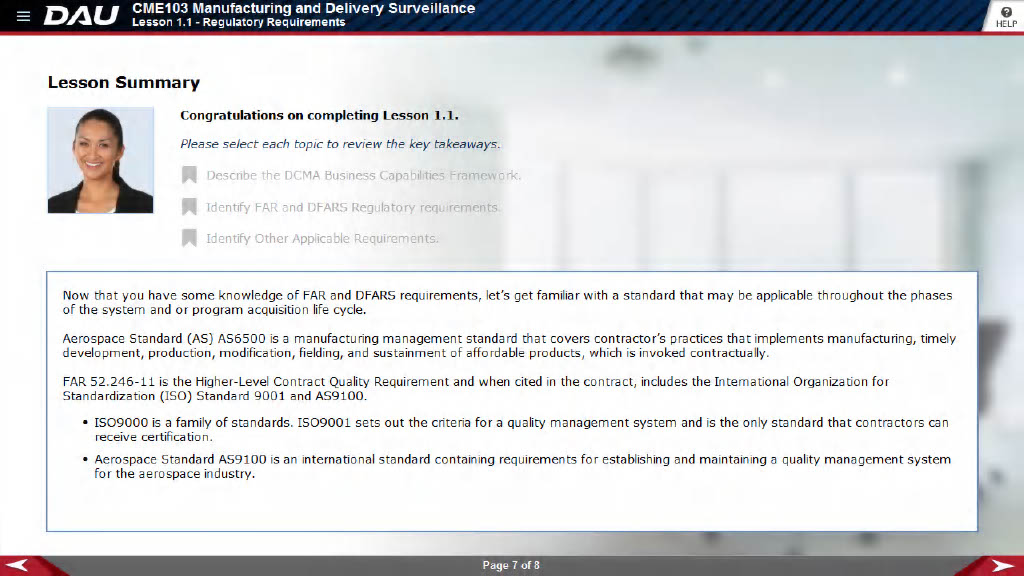 DAU
CME103 Manufacturing and Delivery Surveillance
Lesson 1.1 - Regulatory Requirements
?
HELP
Lesson Summary
Congratulations on completing Lesson 1.1.
Please select each topic to review the key takeaways.
Describe the DCMA Business Capabilities Framework.
Identify FAR and DFARS Regulatory requirements.
Identify Other Applicable Requirements.
Now that you have some knowledge of FAR and DFARS requirements, let's get familiar with a standard that may be applicable throughout the phases
of the system and or program acquisition life cycle.
Aerospace Standard (AS) AS6500 is a manufacturing management standard that covers contractor's practices that implements manufacturing, timely
development, production, modification, fielding, and sustainment of affordable products, which is invoked contractually.
FAR 52.246-11 is the Higher-Level Contract Quality Requirement and when cited in the contract, includes the International Organization for
Standardization (ISO) Standard 9001 and AS9100.
• ISO9000 is a family of standards. ISO9001 sets out the criteria for a quality management system and is the only standard that contractors can
receive certification.
• Aerospace Standard AS9100 is an international standard containing requirements for establishing and maintaining a quality management system
for the aerospace industry.
Page 7 of 8